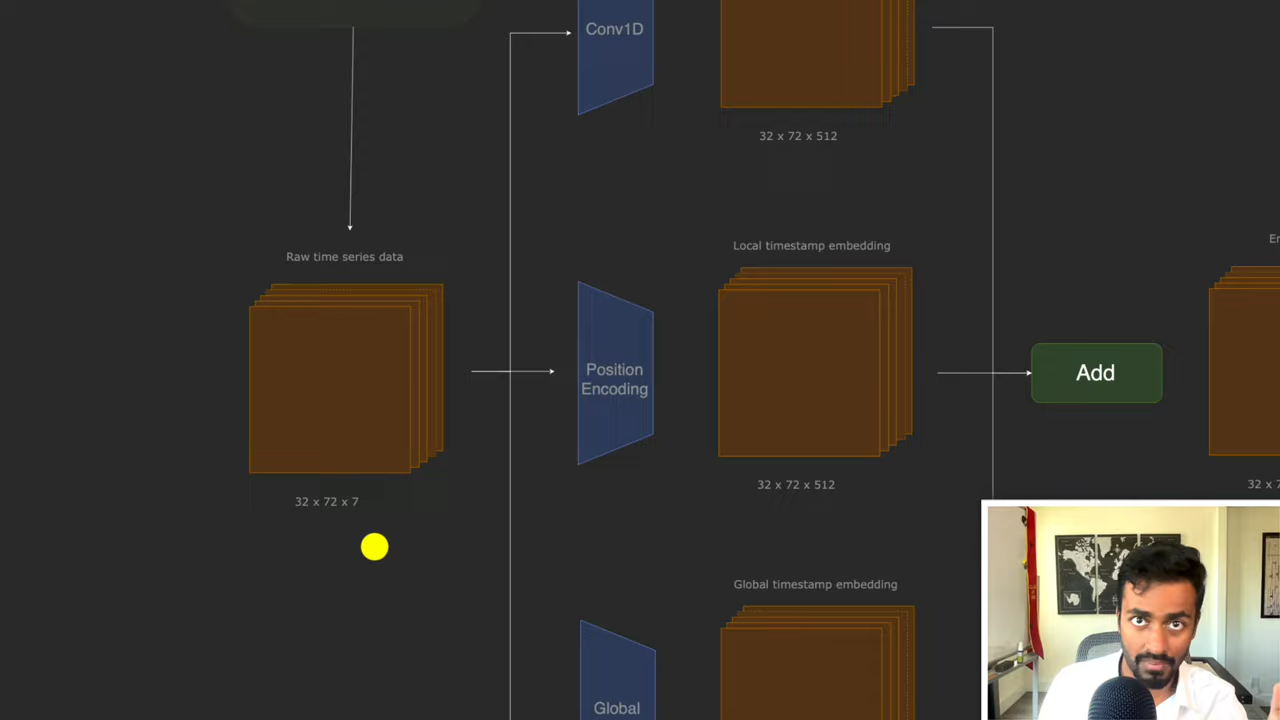 Conv1D
32 x 72 x 512
Local timestamp embedding
Raw time series data
Position
Encoding
Add
32 x 72 x 512
32 x 72 x 7
Global timestamp embedding
Global